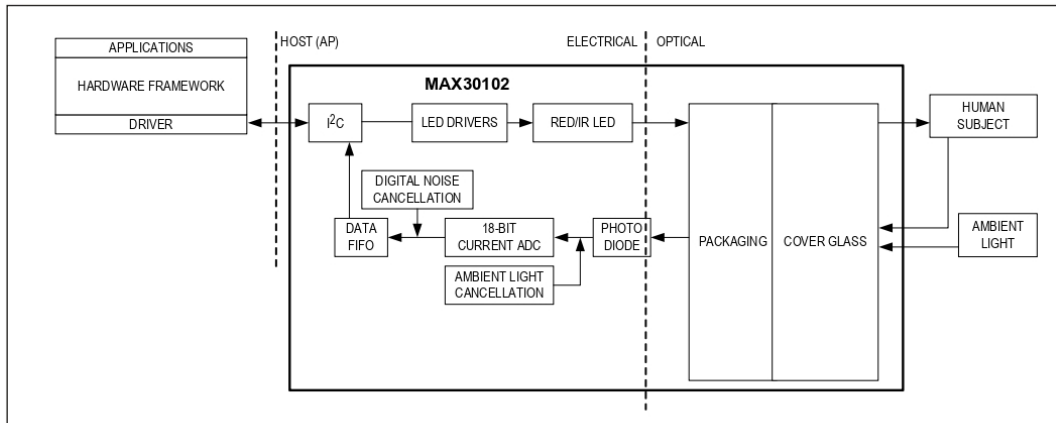 APPLICATIONS
HARDWARE FRAMEWORK
DRIVER
HOST (AP)
ELECTRICAL
OPTICAL
MAX30102
I²C
LED DRIVERS
RED/IR LED
HUMAN
SUBJECT
DIGITAL NOISE
CANCELLATION
DATA
FIFO
18-BIT
CURRENT ADC
PHOTO
DIODE
AMBIENT LIGHT
CANCELLATION
PACKAGING
COVER GLASS
AMBIENT
LIGHT